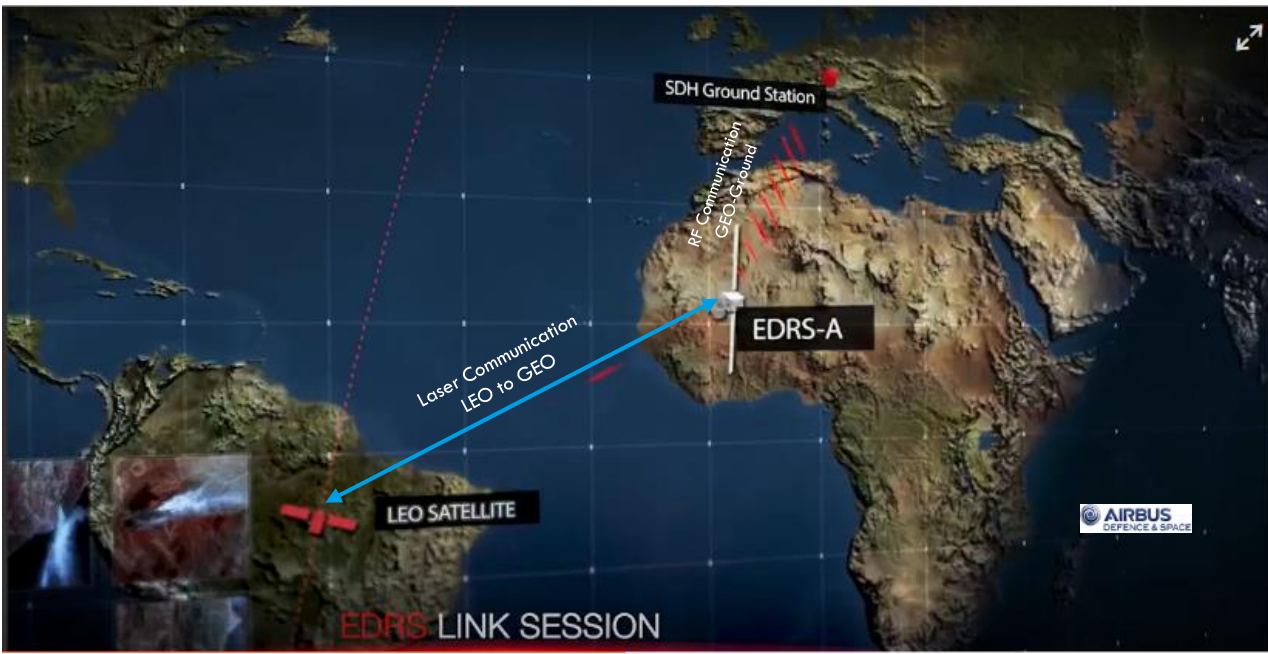 SDH Ground Station
RF Communication
GEO-Ground
EDRS-A
Laser Communication
LEO to GEO
LEO SATELLITE
AIRBUS
DEFENCE & SPACE
EDRS LINK SESSION